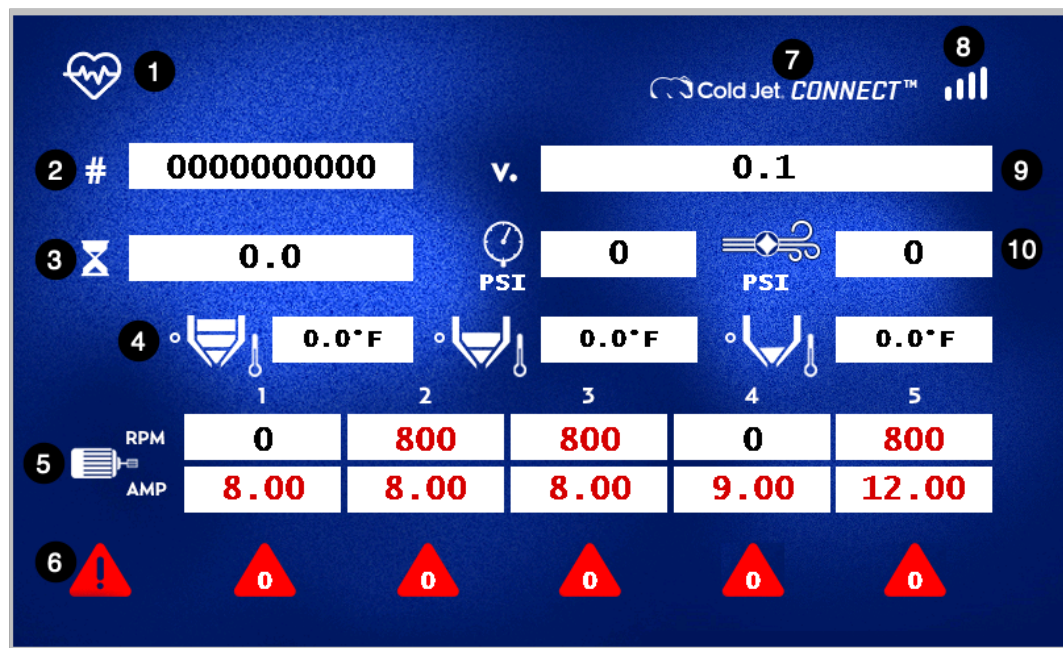 1
7
8
Cold Jet. CONNECT™
2 # 0000000000 v. 0.1 9
3 0.0 PSI 0 PSI 0 10
4 0.0°F 0.0°F 0.0°F
1 2 3 4 5
5 RPM 0 800 800 0 800
AMP 8.00 8.00 8.00 9.00 12.00
6 ! 0 0 0 0 0